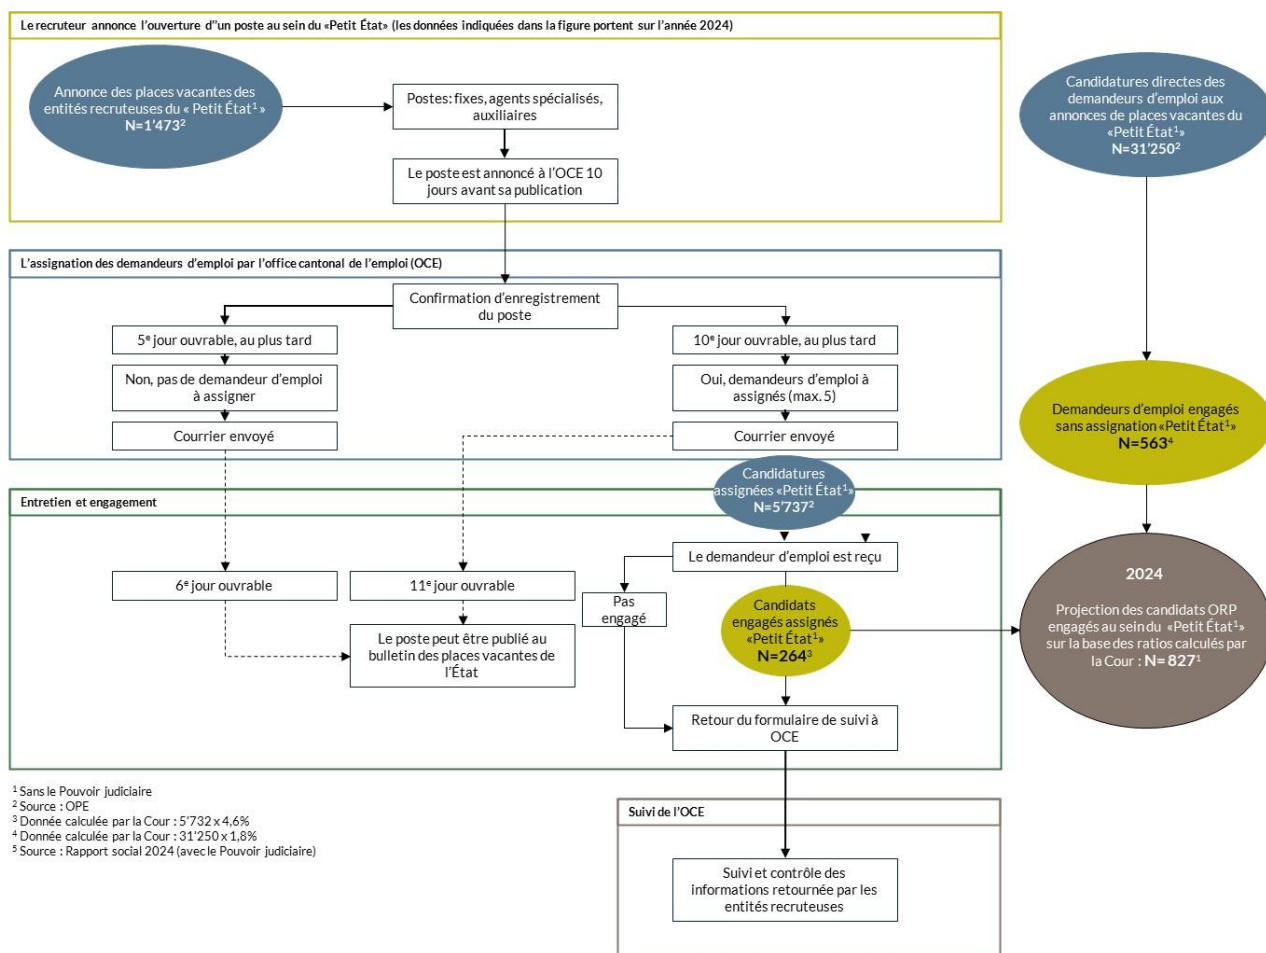 Le recruteur annonce l'ouverture d''un poste au sein du «Petit État» (les données indiquées dans la figure portent sur l'année 2024)
Annonce des places vacantes des
entités recruteuses du « Petit État¹ »
N=1'473²
Postes: fixes, agents spécialisés,
auxiliaires
Le poste est annoncé à l'OCE 10
jours avant sa publication
Candidatures directes des
demandeurs d'emploi aux
annonces de places vacantes du
«Petit État¹»
N=31'250²
L'assignation des demandeurs d'emploi par l'office cantonal de l'emploi (OCE)
Confirmation d'enregistrement
du poste
5ᵉ jour ouvrable, au plus tard
10ᵉ jour ouvrable, au plus tard
Non, pas de demandeur d'emploi
à assigner
Oui, demandeurs d'emploi à
assignés (max. 5)
Courrier envoyé
Courrier envoyé
Demandeurs d'emploi engagés
sans assignation «Petit État¹»
N=563⁴
Candidatures
assignées «Petit État¹»
N=5'737²
Entretien et engagement
Le demandeur d'emploi est reçu
6ᵉ jour ouvrable
11ᵉ jour ouvrable
Pas
engagé
Candidats
engagés assignés
«Petit État¹»
N=264³
Le poste peut être publié au
bulletin des places vacantes de
l'État
2024
Projection des candidats ORP
engagés au sein du «Petit État¹»
sur la base des ratios calculés par
la Cour : N= 827¹
Retour du formulaire de suivi à
OCE
¹ Sans le Pouvoir judiciaire
² Source : OPE
³ Donnée calculée par la Cour : 5'732 x 4,6%
⁴ Donnée calculée par la Cour : 31'250 x 1,8%
⁵ Source : Rapport social 2024 (avec le Pouvoir judiciaire)
Suivi de l'OCE
Suivi et contrôle des
informations retournée par les
entités recruteuses